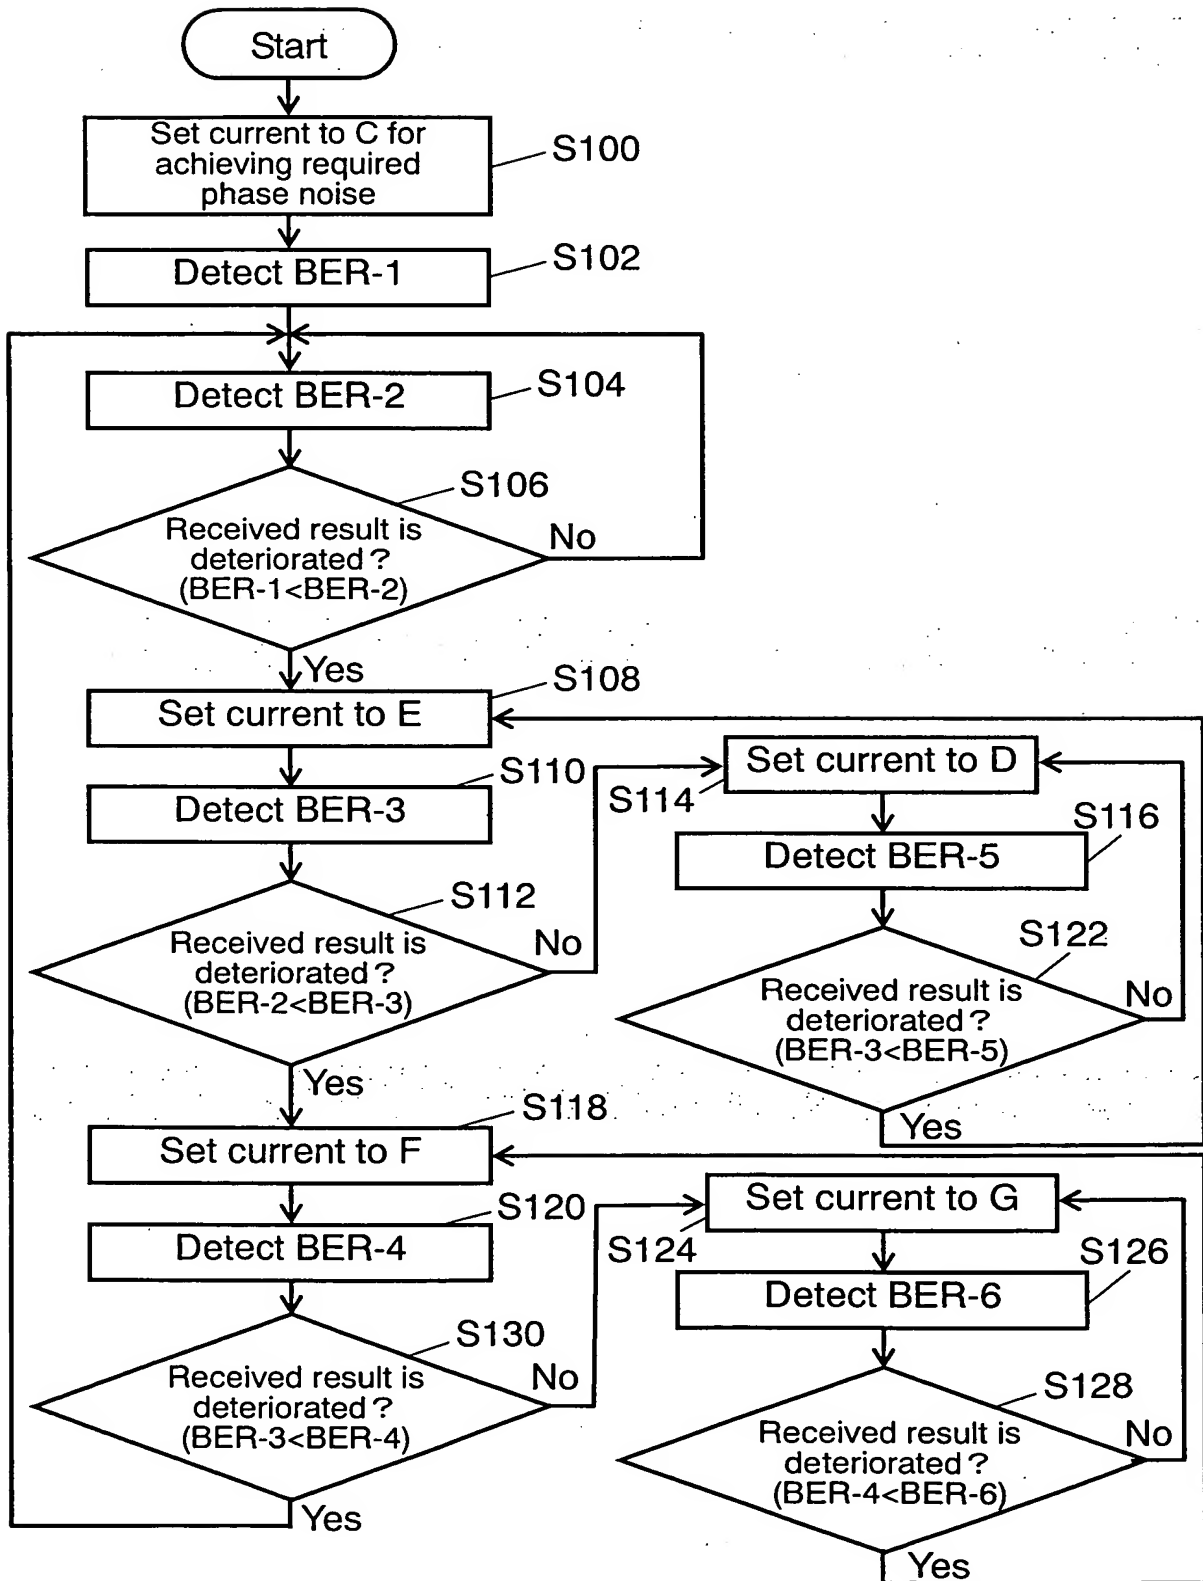 Start
Set current to C for
achieving required
phase noise
S100
Detect BER-1
S102
Detect BER-2
S104
S106
Received result is
deteriorated ?
(BER-1<BER-2)
No
Yes
S108
Set current to E
S110
Detect BER-3
S112
Received result is
deteriorated ?
(BER-2<BER-3)
No
Yes
Set current to D
S114
S116
Detect BER-5
S122
Received result is
deteriorated ?
(BER-3<BER-5)
No
Yes
S118
Set current to F
S120
Detect BER-4
S130
Received result is
deteriorated ?
(BER-3<BER-4)
No
Yes
Set current to G
S124
S126
Detect BER-6
S128
Received result is
deteriorated ?
(BER-4<BER-6)
No
Yes